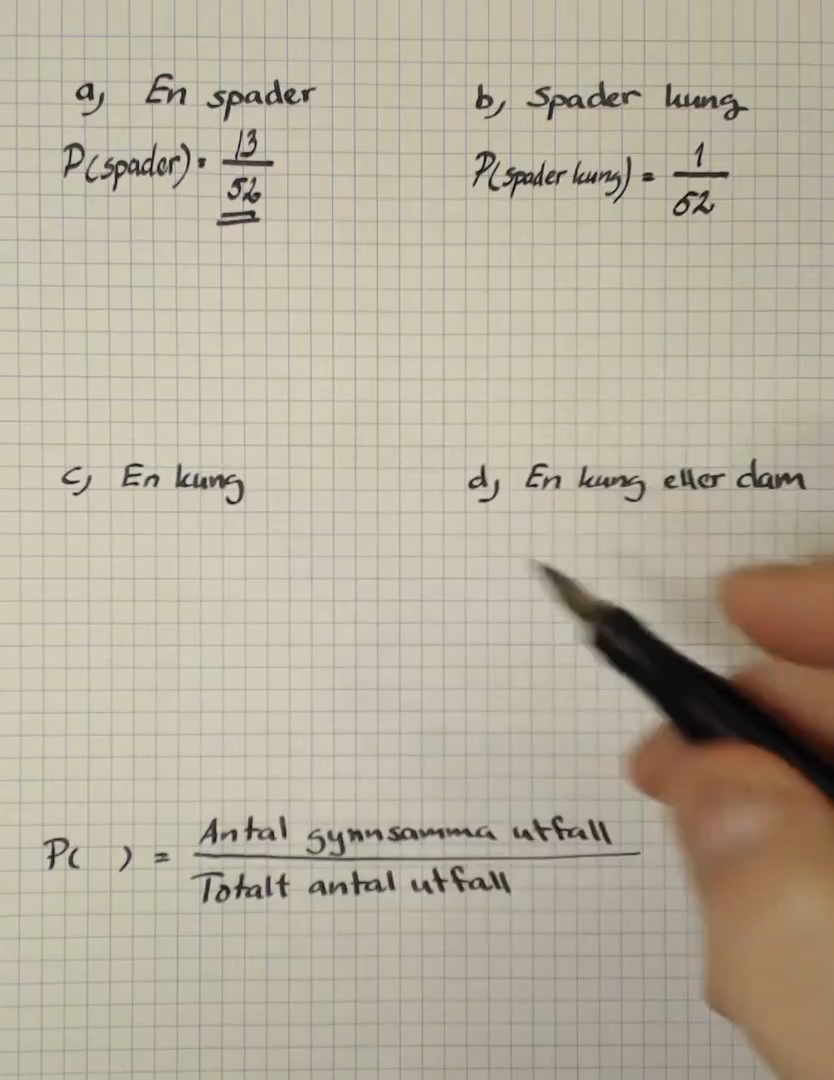 a, En spader
P(spader) = 13/52
b, Spader kung
P(spader kung) = 1/52
c, En kung
d, En kung eller dam
P( ) = Antal gynnsamma utfall / Totalt antal utfall